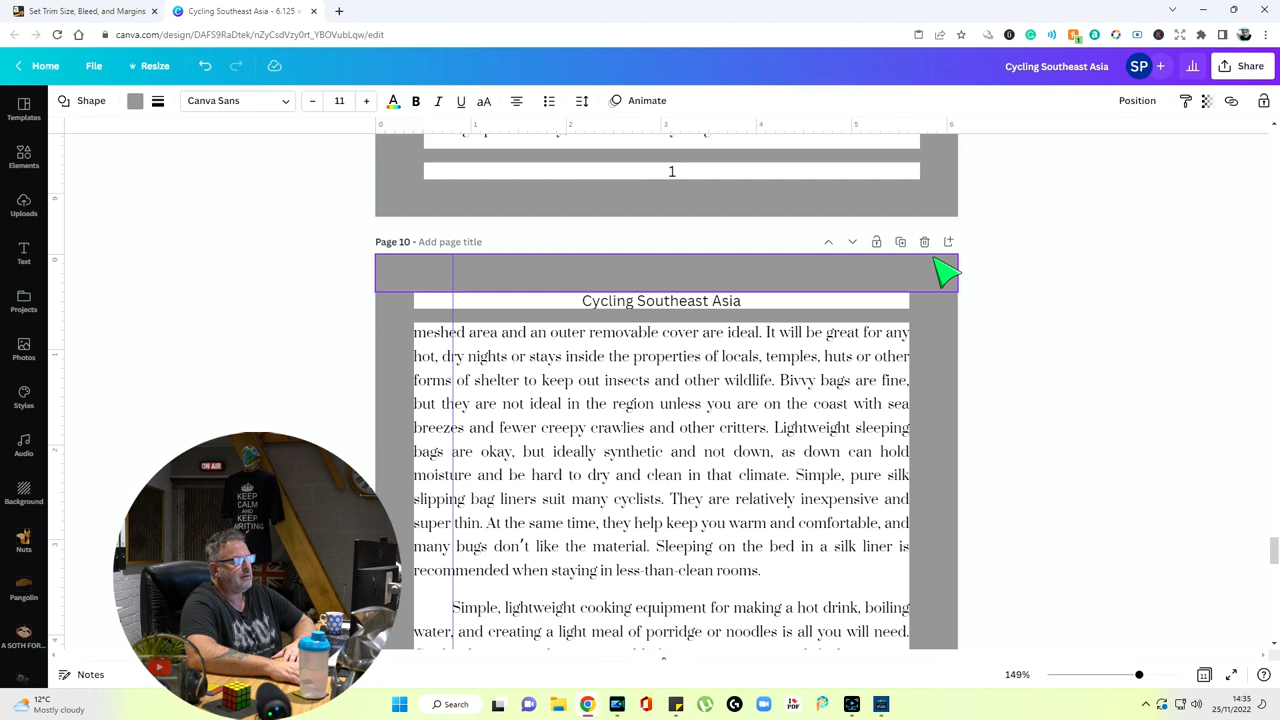 Set Trim Size, Bleed, and Margins
Cycling Southeast Asia - 6.125
canva.com/design/DAFS9RaDtek/nZyCsdVzy0rt_YBOVubLqw/edit
Home
File
Resize
Cycling Southeast Asia
SP
Share
Shape
Canva Sans
11
B
I
U
aA
Animate
Position
Templates
Elements
Uploads
Text
Projects
Photos
Styles
Audio
Background
Nuts
Pangolin
A SOTH FOR...
0 1 2 3 4 5 6
1
Page 10 - Add page title
Cycling Southeast Asia
meshed area and an outer removable cover are ideal. It will be great for any
hot, dry nights or stays inside the properties of locals, temples, huts or other
forms of shelter to keep out insects and other wildlife. Bivvy bags are fine,
but they are not ideal in the region unless you are on the coast with sea
breezes and fewer creepy crawlies and other critters. Lightweight sleeping
bags are okay, but ideally synthetic and not down, as down can hold
moisture and be hard to dry and clean in that climate. Simple, pure silk
slipping bag liners suit many cyclists. They are relatively inexpensive and
super thin. At the same time, they help keep you warm and comfortable, and
many bugs don't like the material. Sleeping on the bed in a silk liner is
recommended when staying in less-than-clean rooms.
Simple, lightweight cooking equipment for making a hot drink, boiling
water, and creating a light meal of porridge or noodles is all you will need.
ON AIR
KEEP
CALM
AND
KEEP
WRITING
Notes
149%
11
12°C
Mostly cloudy
Search
14:35
25/11/2022